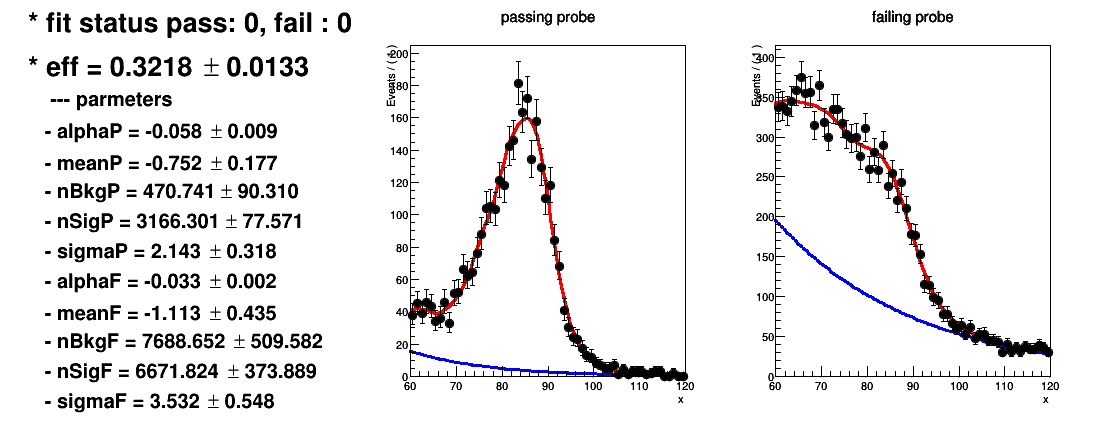 * fit status pass: 0, fail : 0
* eff = 0.3218 ± 0.0133
--- parmeters
- alphaP = -0.058 ± 0.009
- meanP = -0.752 ± 0.177
- nBkgP = 470.741 ± 90.310
- nSigP = 3166.301 ± 77.571
- sigmaP = 2.143 ± 0.318
- alphaF = -0.033 ± 0.002
- meanF = -1.113 ± 0.435
- nBkgF = 7688.652 ± 509.582
- nSigF = 6671.824 ± 373.889
- sigmaF = 3.532 ± 0.548
passing probe
Events / ( 1 )
200
180
160
140
120
100
80
60
40
20
0
60 70 80 90 100 110 120
x
failing probe
Events / ( 1 )
400
350
300
250
200
150
100
50
0
60 70 80 90 100 110 120
x